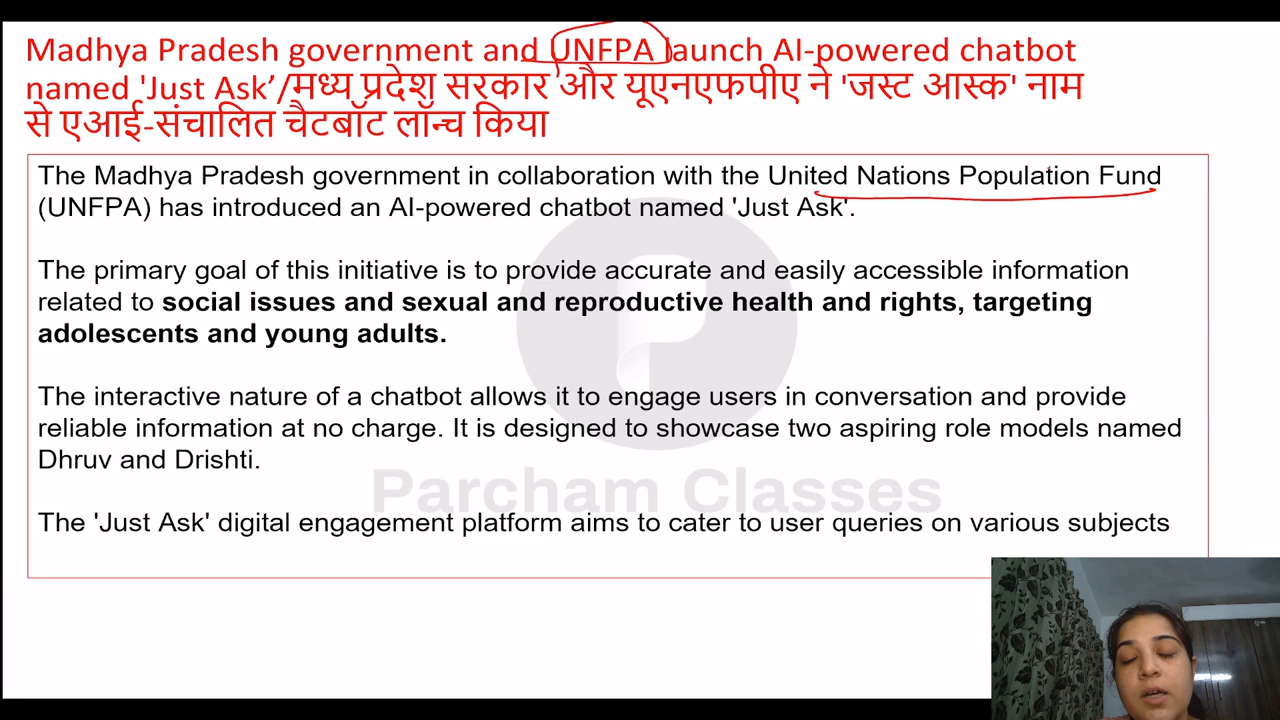 Madhya Pradesh government and UNFPA launch AI-powered chatbot
named 'Just Ask’/मध्य प्रदेश सरकार और यूएनएफपीए ने 'जस्ट आस्क' नाम
से एआई-संचालित चैटबॉट लॉन्च किया
The Madhya Pradesh government in collaboration with the United Nations Population Fund
(UNFPA) has introduced an AI-powered chatbot named 'Just Ask'.
The primary goal of this initiative is to provide accurate and easily accessible information
related to social issues and sexual and reproductive health and rights, targeting
adolescents and young adults.
The interactive nature of a chatbot allows it to engage users in conversation and provide
reliable information at no charge. It is designed to showcase two aspiring role models named
Dhruv and Drishti.
Parcham Classes
The 'Just Ask' digital engagement platform aims to cater to user queries on various subjects